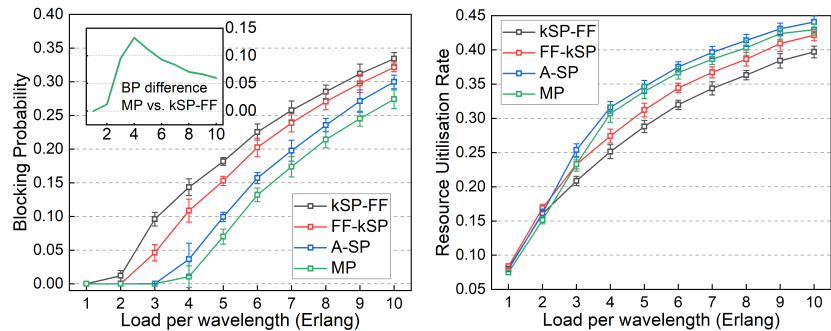 0.40
0.35
0.30
0.25
0.20
0.15
0.10
0.05
0.00
Blocking Probability
0.15
0.10
0.05
0.00
BP difference
MP vs. kSP-FF
2 4 6 8 10
kSP-FF
FF-kSP
A-SP
MP
1 2 3 4 5 6 7 8 9 10
Load per wavelength (Erlang)
0.45
0.40
0.35
0.30
0.25
0.20
0.15
0.10
0.05
Resource Uitilisation Rate
kSP-FF
FF-kSP
A-SP
MP
1 2 3 4 5 6 7 8 9 10
Load per wavelength (Erlang)